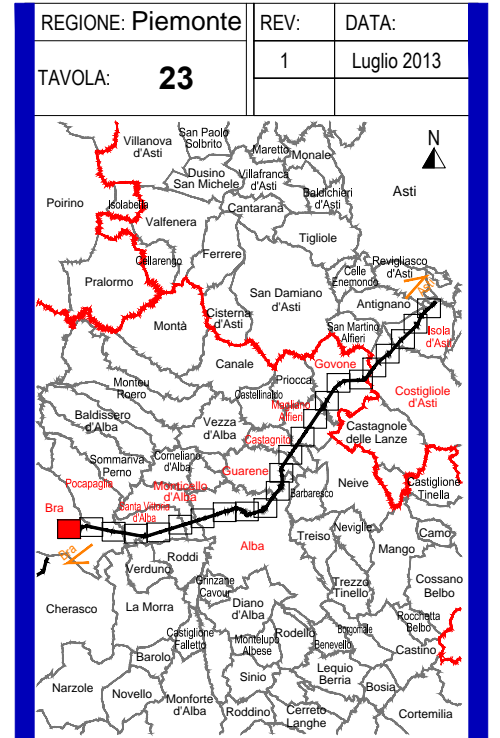 REGIONE: Piemonte
REV:
DATA:
TAVOLA: 23
1
Luglio 2013
N
Villanova
d'Asti
San Paolo
Solbrito
Maretto
Monale
Dusino
San Michele
Villafranca
d'Asti
Baldichieri
d'Asti
Asti
Poirino
Isolabella
Valfenera
Cantarana
Tigliole
Cellarengo
Ferrere
Revigliasco
d'Asti
Celle
Enemondo
Pralormo
San Damiano
d'Asti
Antignano
Asti
Montà
Cisterna
d'Asti
San Martino
Alfieri
Isola
d'Asti
Canale
Govone
Priocca
Monteu
Roero
Castellinaldo
Magliano
Alfieri
Costigliole
d'Asti
Baldissero
d'Alba
Vezza
d'Alba
Castagnito
Castagnole
delle Lanze
Sommariva
Perno
Corneliano
d'Alba
Guarene
Pocapaglia
Monticello
d'Alba
Barbaresco
Neive
Castiglione
Tinella
Bra
Santa Vittoria
d'Alba
Alba
Treiso
Neviglie
Camo
Bra
Roddi
Verduno
Mango
Cherasco
La Morra
Grinzane
Cavour
Diano
d'Alba
Trezzo
Tinello
Cossano
Belbo
Castiglione
Falletto
Montelupo
Albese
Rodello
Borgomale
Benevello
Rocchetta
Belbo
Castino
Barolo
Sinio
Lequio
Berria
Bosia
Narzole
Novello
Monforte
d'Alba
Roddino
Cerreto
Langhe
Cortemilia